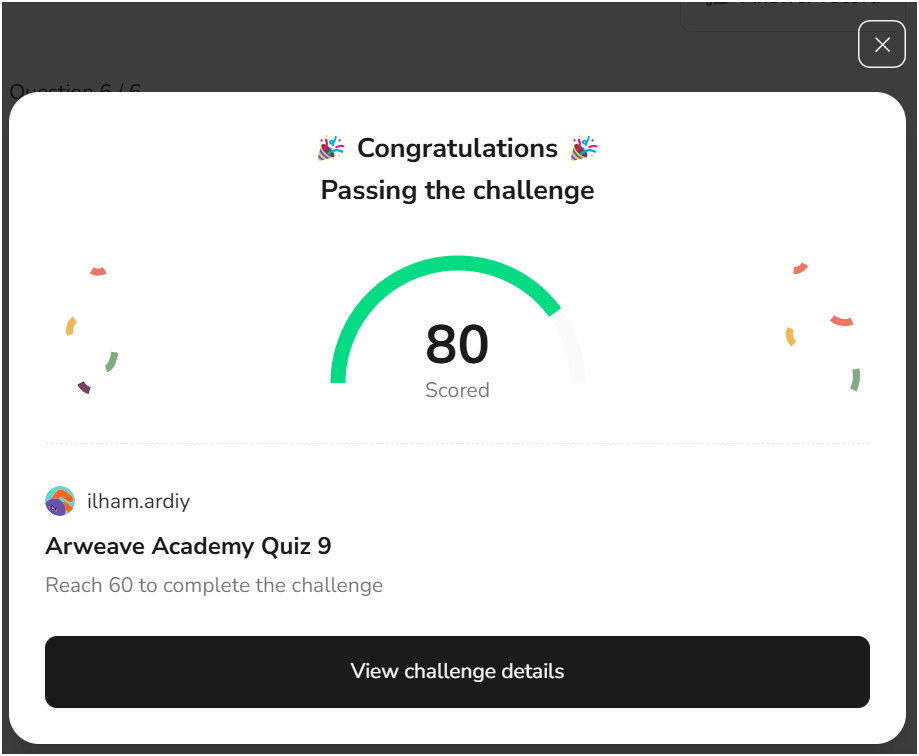 Answer record
Question 6 / 6
🎉 Congratulations 🎉
Passing the challenge
80
Scored
ilham.ardiy
Arweave Academy Quiz 9
Reach 60 to complete the challenge
View challenge details